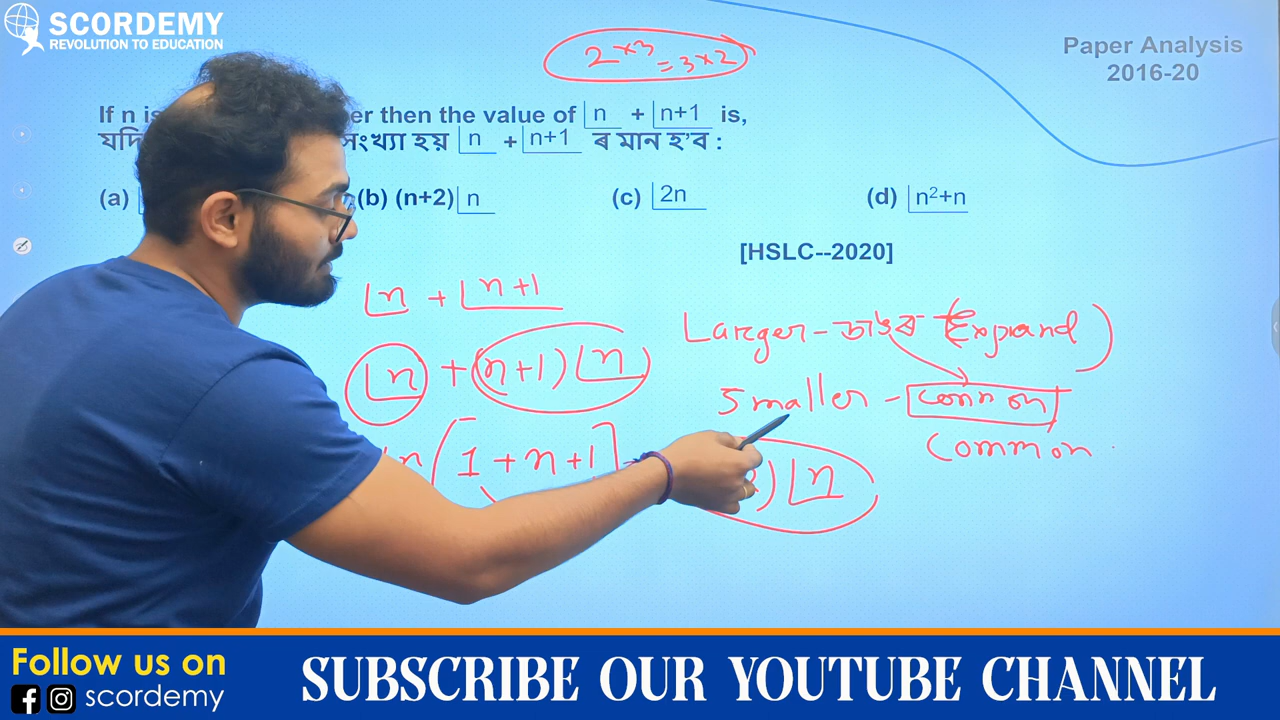 SCORDEMY
REVOLUTION TO EDUCATION
Paper Analysis
2016-20
2×3 = 3×2
If n is er then the value of ⌊n + ⌊n+1 is,
যদি সংখ্যা হয় ⌊n + ⌊n+1 ৰ মান হ'ব :
(a) (b) (n+2)⌊n (c) ⌊2n (d) ⌊n²+n
[HSLC--2020]
⌊n + ⌊n+1
Larger - ডাঙৰ (Expand)
⌊n + (n+1)⌊n
Smaller - common
common
⌊n [1+n+1] ) ⌊n
Follow us on
scordemy
SUBSCRIBE OUR YOUTUBE CHANNEL